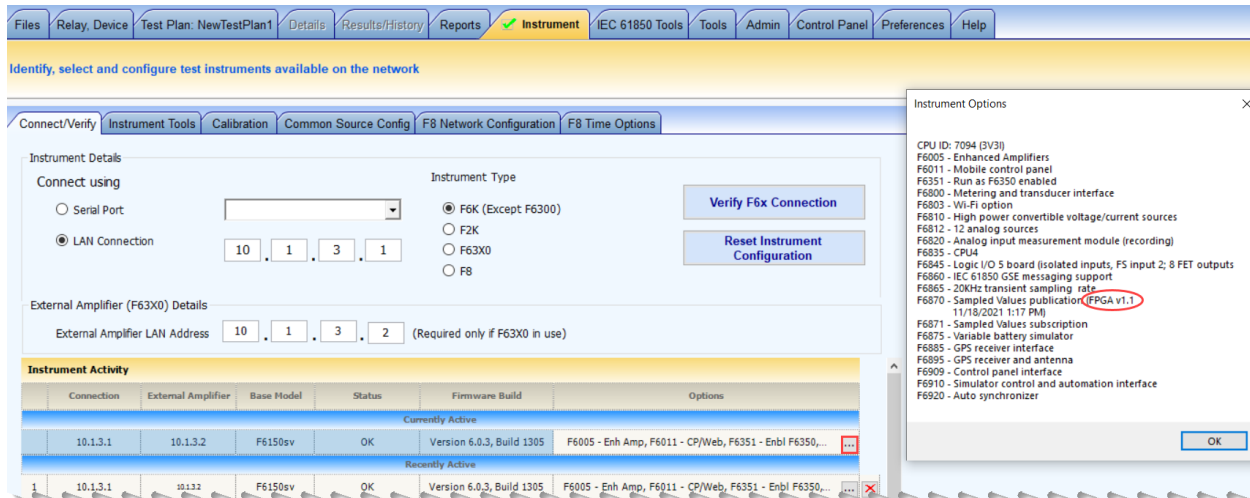 Files Relay, Device Test Plan: NewTestPlan1 Details Results/History Reports Instrument IEC 61850 Tools Tools Admin Control Panel Preferences Help
Identify, select and configure test instruments available on the network
Connect/Verify Instrument Tools Calibration Common Source Config F8 Network Configuration F8 Time Options
Instrument Details
Connect using
Serial Port
LAN Connection
10 . 1 . 3 . 1
Instrument Type
F6K (Except F6300)
F2K
F63X0
F8
Verify F6x Connection
Reset Instrument
Configuration
External Amplifier (F63X0) Details
External Amplifier LAN Address 10 . 1 . 3 . 2 (Required only if F63X0 in use)
Instrument Activity
Connection External Amplifier Base Model Status Firmware Build Options
Currently Active
10.1.3.1 10.1.3.2 F6150sv OK Version 6.0.3, Build 1305 F6005 - Enh Amp, F6011 - CP/Web, F6351 - Enbl F6350,... ...
Recently Active
1 10.1.3.1 10.1.3.2 F6150sv OK Version 6.0.3, Build 1305 F6005 - Enh Amp, F6011 - CP/Web, F6351 - Enbl F6350,... ...
Instrument Options
CPU ID: 7094 (3V3I)
F6005 - Enhanced Amplifiers
F6011 - Mobile control panel
F6351 - Run as F6350 enabled
F6800 - Metering and transducer interface
F6803 - Wi-Fi option
F6810 - High power convertible voltage/current sources
F6812 - 12 analog sources
F6820 - Analog input measurement module (recording)
F6835 - CPU4
F6845 - Logic I/O 5 board (isolated inputs, FS input 2; 8 FET outputs
F6860 - IEC 61850 GSE messaging support
F6865 - 20KHz transient sampling rate
F6870 - Sampled Values publication (FPGA v1.1
11/18/2021 1:17 PM)
F6871 - Sampled Values subscription
F6875 - Variable battery simulator
F6885 - GPS receiver interface
F6895 - GPS receiver and antenna
F6909 - Control panel interface
F6910 - Simulator control and automation interface
F6920 - Auto synchronizer
OK